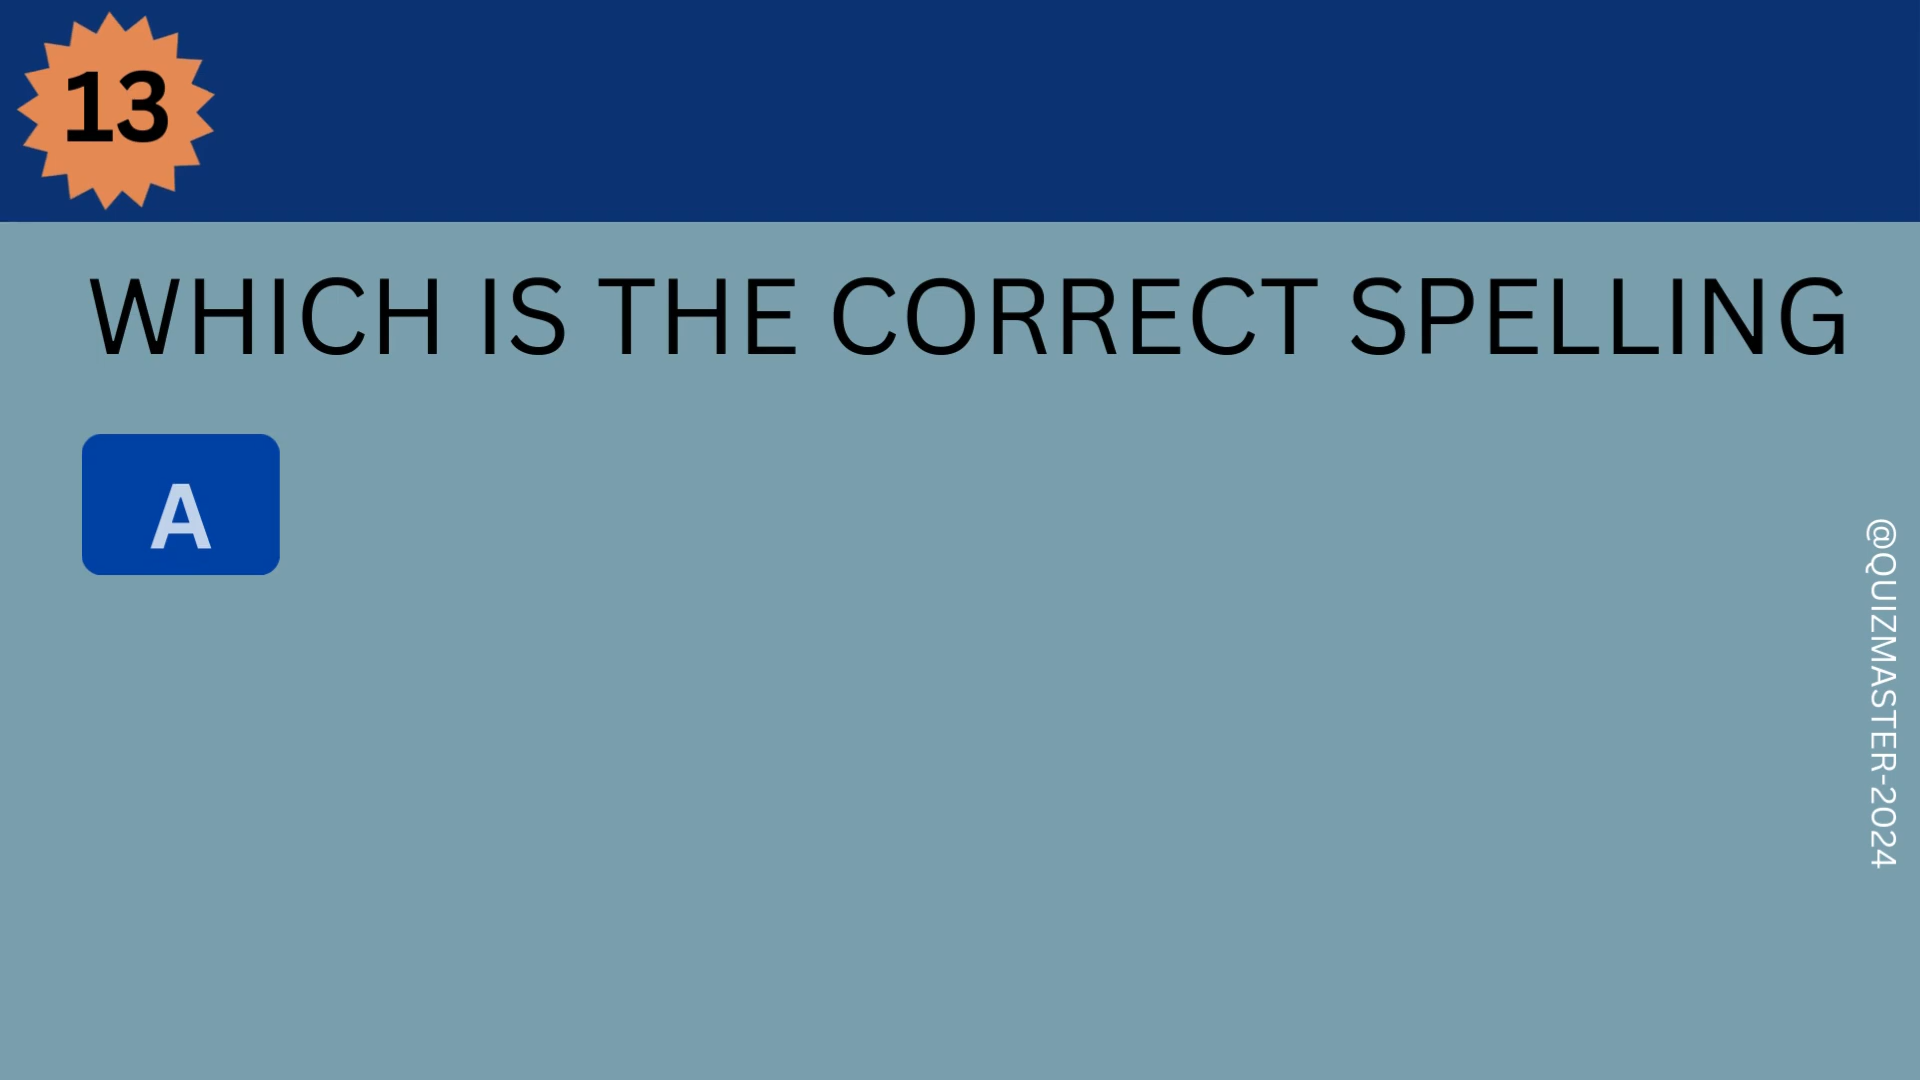 13
WHICH IS THE CORRECT SPELLING
A
@QUIZMASTER-2024